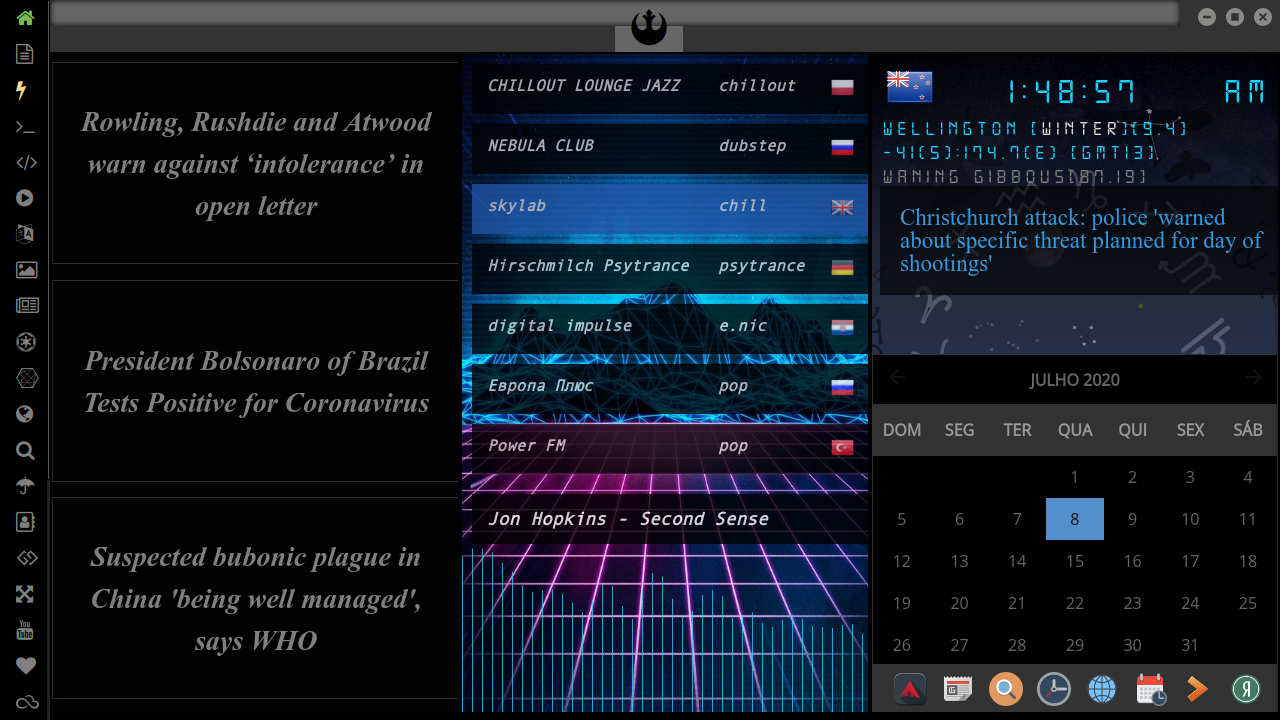 Rowling, Rushdie and Atwood
warn against ‘intolerance’ in
open letter
President Bolsonaro of Brazil
Tests Positive for Coronavirus
Suspected bubonic plague in
China 'being well managed',
says WHO
CHILLOUT LOUNGE JAZZ chillout
NEBULA CLUB dubstep
skylab chill
Hirschmilch Psytrance psytrance
digital impulse e.nic
Европа Плюс pop
Power FM pop
Jon Hopkins - Second Sense
1:48:57 AM
WELLINGTON [WINTER][9.4]
-41(S):174.7(E) [GMT13]
WANING GIBBOUS[87.19]
Christchurch attack: police 'warned
about specific threat planned for day of
shootings'
JULHO 2020
DOM SEG TER QUA QUI SEX SÁB
1 2 3 4
5 6 7 8 9 10 11
12 13 14 15 16 17 18
19 20 21 22 23 24 25
26 27 28 29 30 31
You
Tube
Я